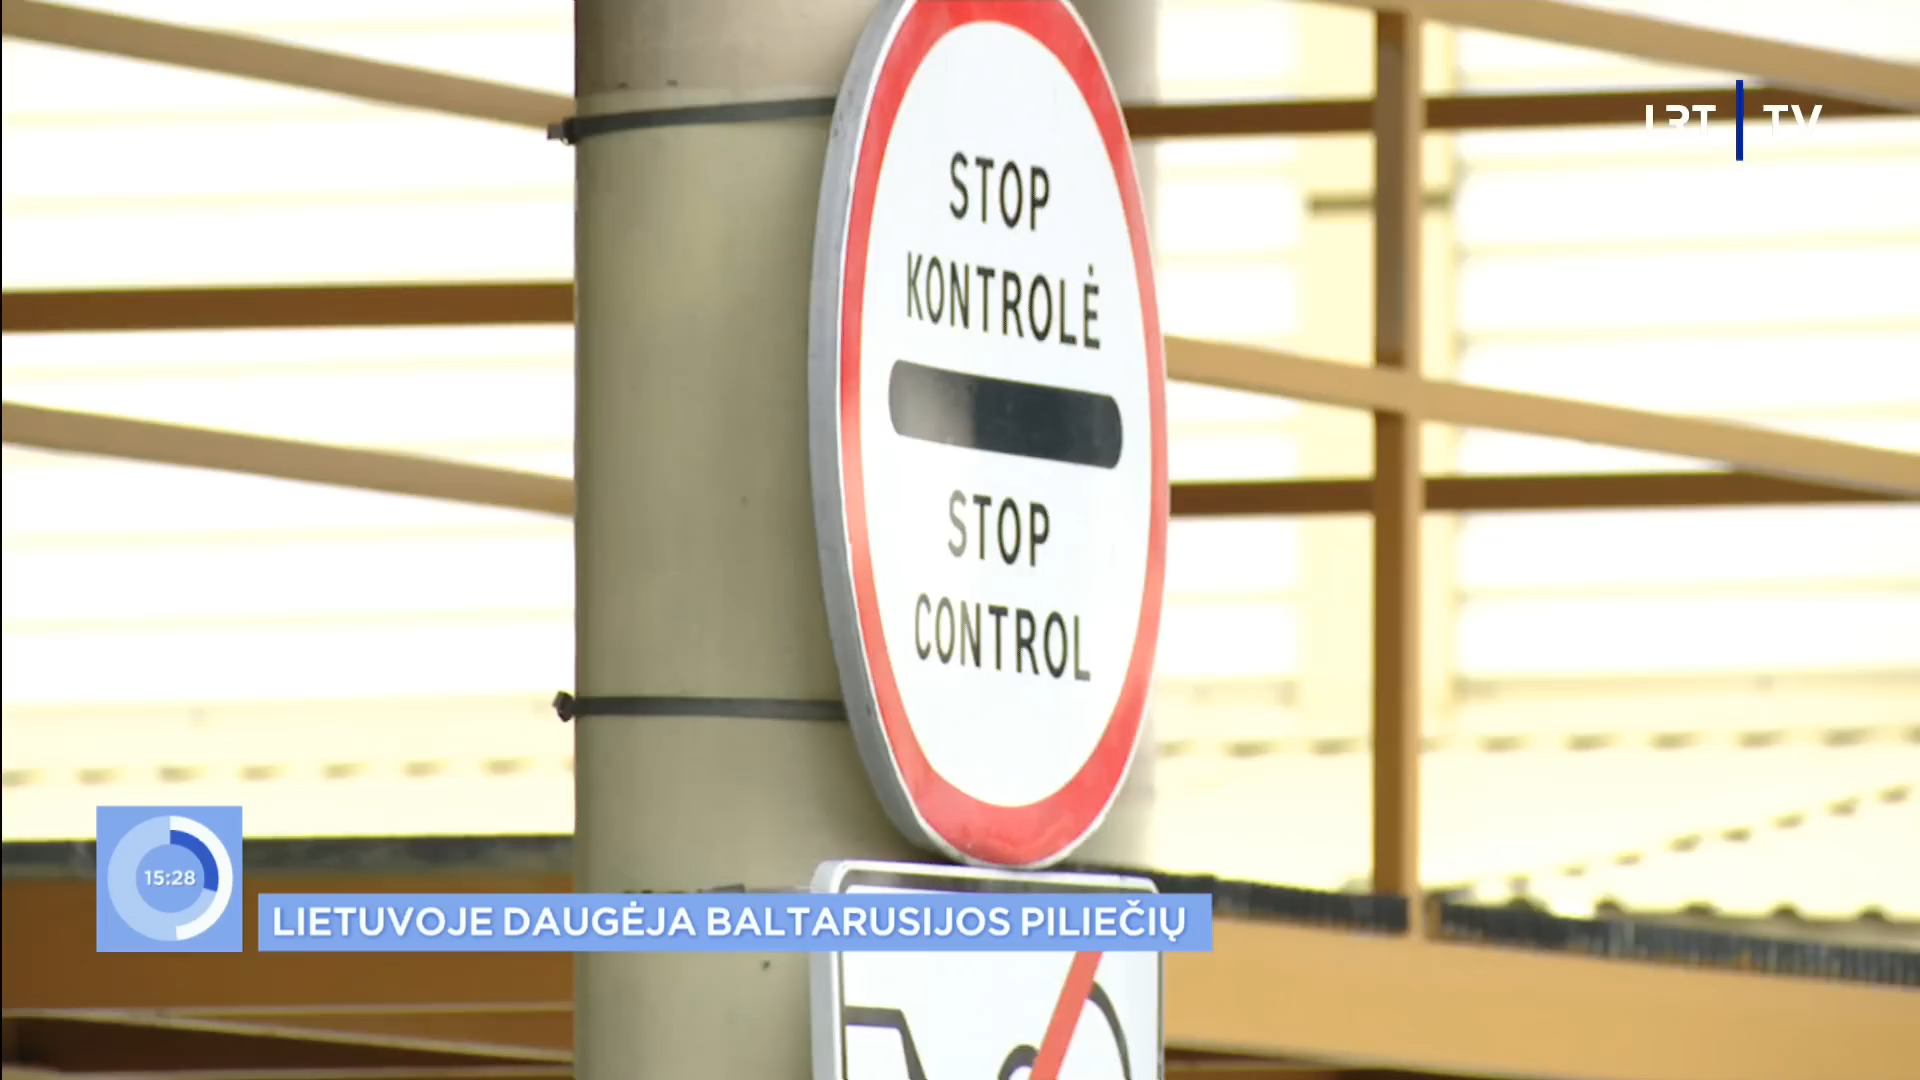 LRT TV
STOP
KONTROLĖ
STOP
CONTROL
15:28
LIETUVOJE DAUGĖJA BALTARUSIJOS PILIEČIŲ